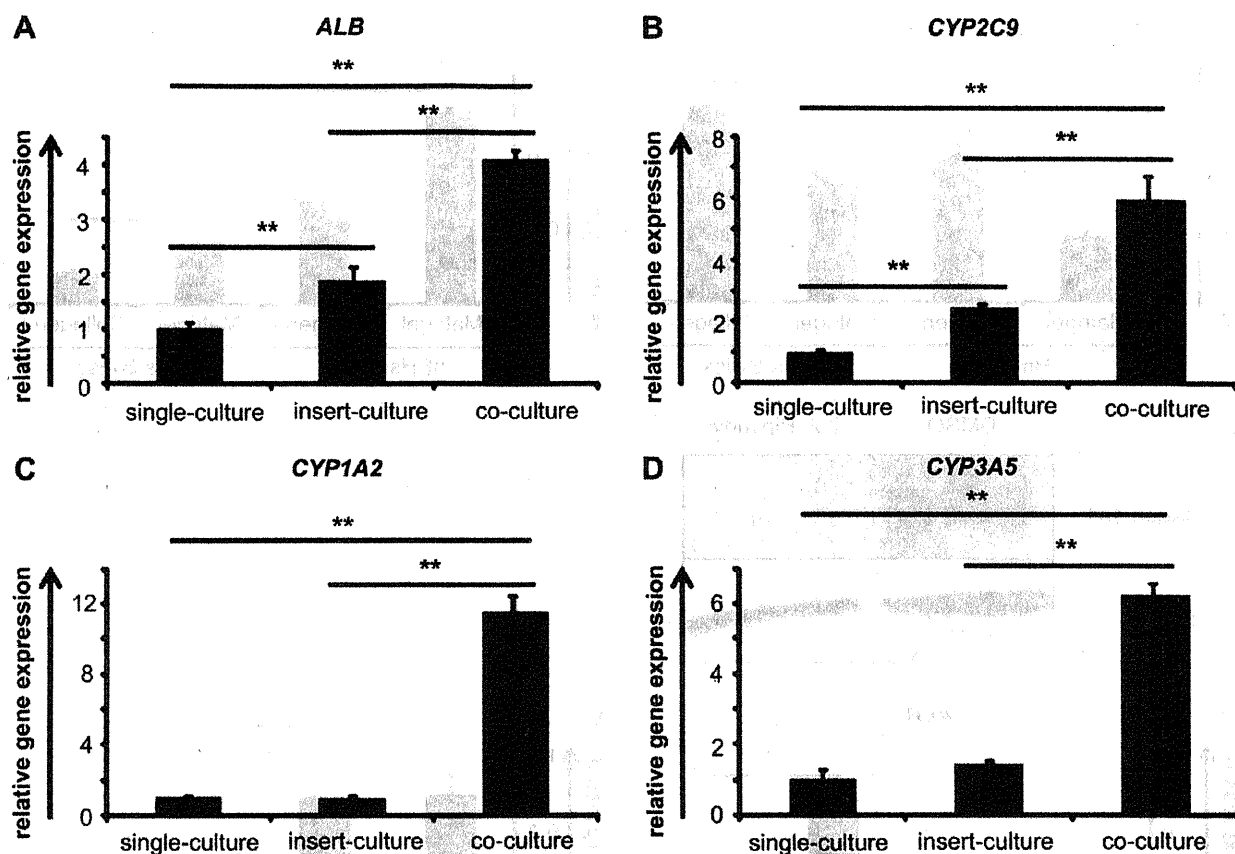 A
ALB
**
**
**
relative gene expression
4
3
2
1
0
single-culture
insert-culture
co-culture
B
CYP2C9
**
**
**
relative gene expression
8
6
4
2
0
single-culture
insert-culture
co-culture
C
CYP1A2
**
**
relative gene expression
12
8
4
0
single-culture
insert-culture
co-culture
D
CYP3A5
**
**
relative gene expression
6
4
2
0
single-culture
insert-culture
co-culture